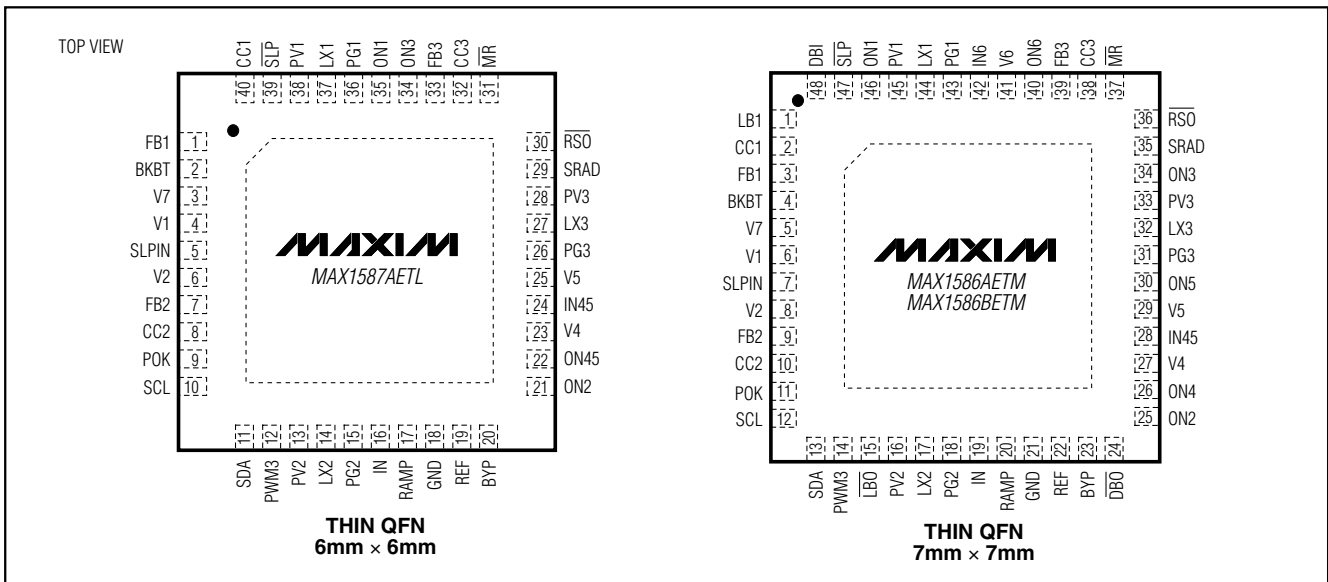 TOP VIEW
CC1 S̅L̅P̅ PV1 LX1 PG1 ON1 ON3 FB3 CC3 M̅R̅
40 39 38 37 36 35 34 33 32 31
FB1 1
BKBT 2
V7 3
V1 4
SLPIN 5
V2 6
FB2 7
CC2 8
POK 9
SCL 10
30 R̅S̅O̅
29 SRAD
28 PV3
27 LX3
26 PG3
25 V5
24 IN45
23 V4
22 ON45
21 ON2
MAXIM
MAX1587AETL
11 12 13 14 15 16 17 18 19 20
SDA PWM3 PV2 LX2 PG2 IN RAMP GND REF BYP
THIN QFN
6mm × 6mm
DBI S̅L̅P̅ ON1 PV1 LX1 PG1 IN6 V6 ON6 FB3 CC3 M̅R̅
48 47 46 45 44 43 42 41 40 39 38 37
LB1 1
CC1 2
FB1 3
BKBT 4
V7 5
V1 6
SLPIN 7
V2 8
FB2 9
CC2 10
POK 11
SCL 12
36 R̅S̅O̅
35 SRAD
34 ON3
33 PV3
32 LX3
31 PG3
30 ON5
29 V5
28 IN45
27 V4
26 ON4
25 ON2
MAXIM
MAX1586AETM
MAX1586BETM
13 14 15 16 17 18 19 20 21 22 23 24
SDA PWM3 L̅B̅O̅ PV2 LX2 PG2 IN RAMP GND REF BYP D̅B̅O̅
THIN QFN
7mm × 7mm